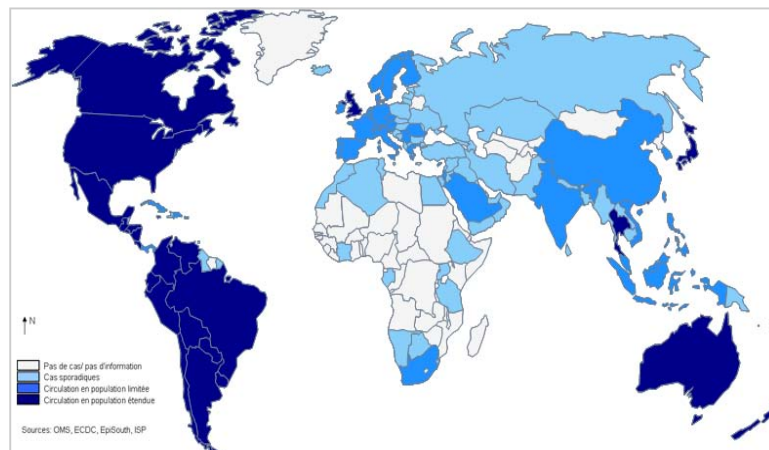 N
Pas de cas/ pas d'information
Cas sporadiques
Circulation en population limitée
Circulation en population étendue
Sources: OMS, ECDC, EpiSouth, ISP